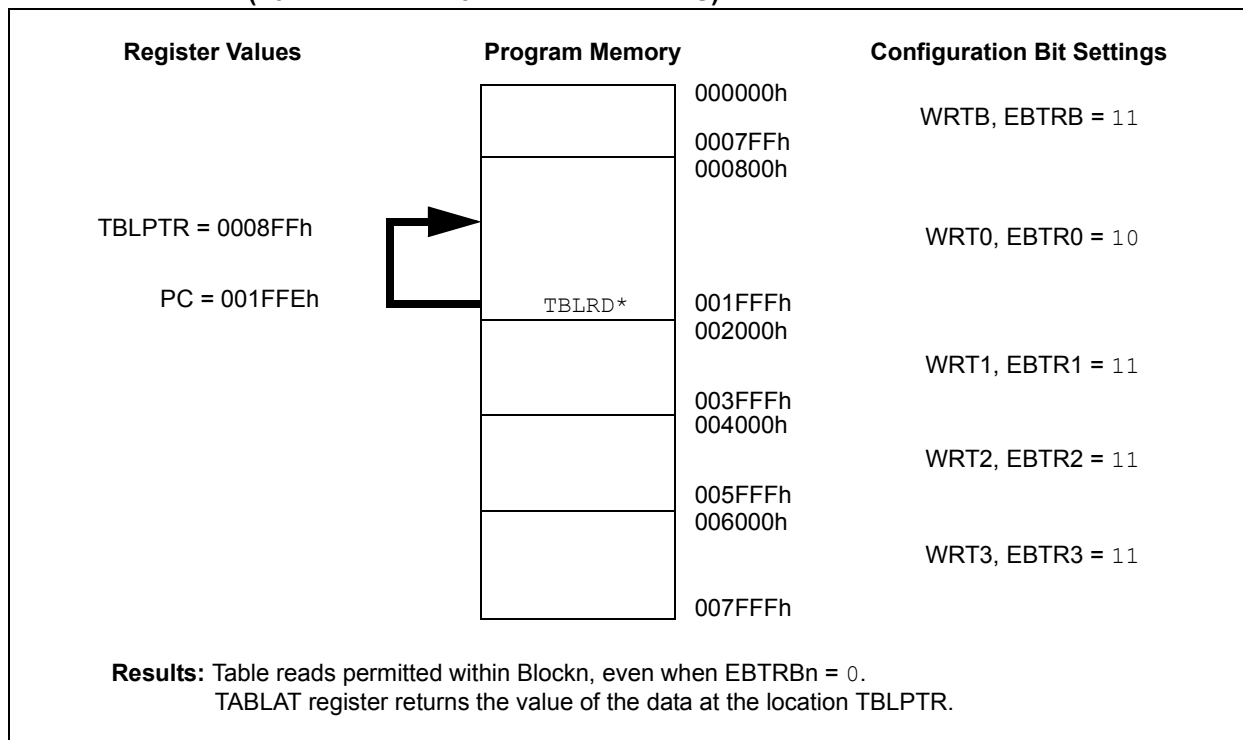 Register Values Program Memory Configuration Bit Settings
000000h
WRTB, EBTRB = 11
0007FFh
000800h
TBLPTR = 0008FFh
WRT0, EBTR0 = 10
PC = 001FFEh
TBLRD*
001FFFh
002000h
WRT1, EBTR1 = 11
003FFFh
004000h
WRT2, EBTR2 = 11
005FFFh
006000h
WRT3, EBTR3 = 11
007FFFh
Results: Table reads permitted within Blockn, even when EBTRBn = 0.
TABLAT register returns the value of the data at the location TBLPTR.